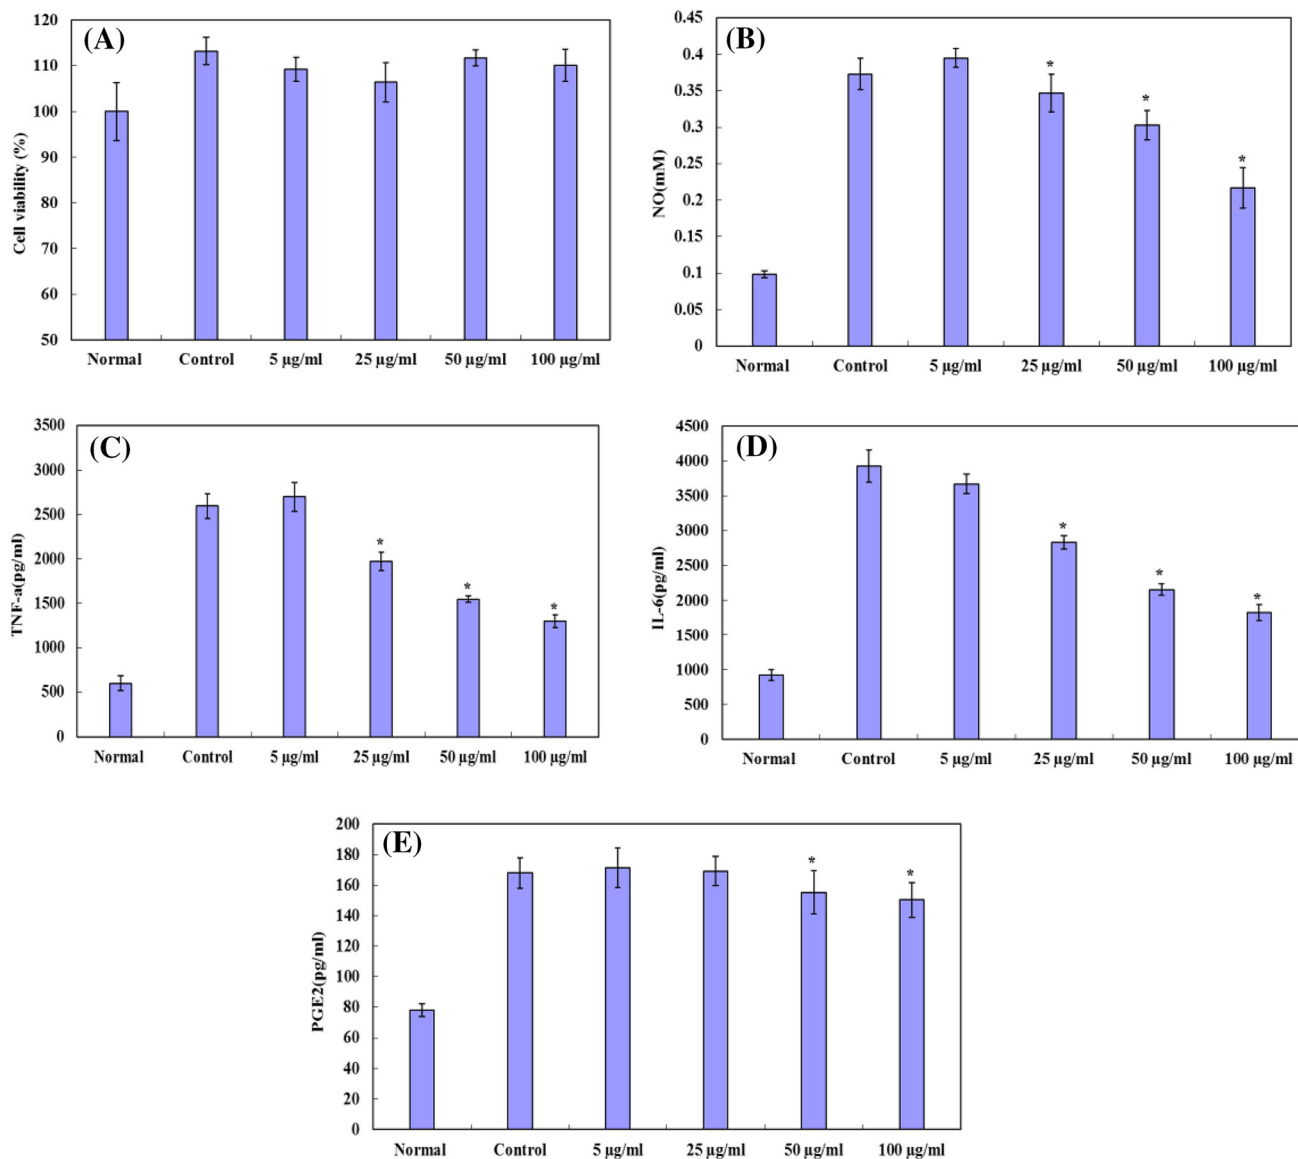 (A)
Cell viability (%)
120
110
100
90
80
70
60
50
Normal Control 5 µg/ml 25 µg/ml 50 µg/ml 100 µg/ml
(B)
NO(mM)
0.45
0.4
0.35
0.3
0.25
0.2
0.15
0.1
0.05
0
* * *
Normal Control 5 µg/ml 25 µg/ml 50 µg/ml 100 µg/ml
(C)
TNF-a(pg/ml)
3500
3000
2500
2000
1500
1000
500
0
* * *
Normal Control 5 µg/ml 25 µg/ml 50 µg/ml 100 µg/ml
(D)
IL-6(pg/ml)
4500
4000
3500
3000
2500
2000
1500
1000
500
0
* * *
Normal Control 5 µg/ml 25 µg/ml 50 µg/ml 100 µg/ml
(E)
PGE2(pg/ml)
200
180
160
140
120
100
80
60
40
20
0
* *
Normal Control 5 µg/ml 25 µg/ml 50 µg/ml 100 µg/ml